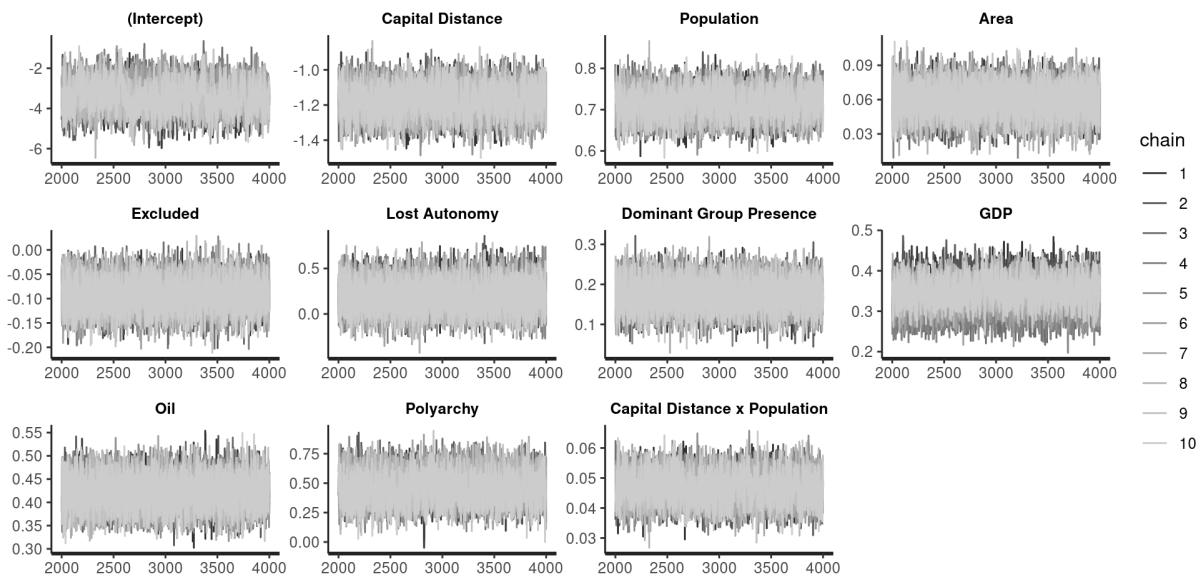 (Intercept)
Capital Distance
Population
Area
-2
-4
-6
2000 2500 3000 3500 4000
-1.0
-1.2
-1.4
2000 2500 3000 3500 4000
0.8
0.7
0.6
2000 2500 3000 3500 4000
0.09
0.06
0.03
2000 2500 3000 3500 4000
Excluded
Lost Autonomy
Dominant Group Presence
GDP
0.00
-0.05
-0.10
-0.15
-0.20
2000 2500 3000 3500 4000
0.5
0.0
2000 2500 3000 3500 4000
0.3
0.2
0.1
2000 2500 3000 3500 4000
0.5
0.4
0.3
0.2
2000 2500 3000 3500 4000
Oil
Polyarchy
Capital Distance x Population
0.55
0.50
0.45
0.40
0.35
0.30
2000 2500 3000 3500 4000
0.75
0.50
0.25
0.00
2000 2500 3000 3500 4000
0.06
0.05
0.04
0.03
2000 2500 3000 3500 4000
chain
1
2
3
4
5
6
7
8
9
10